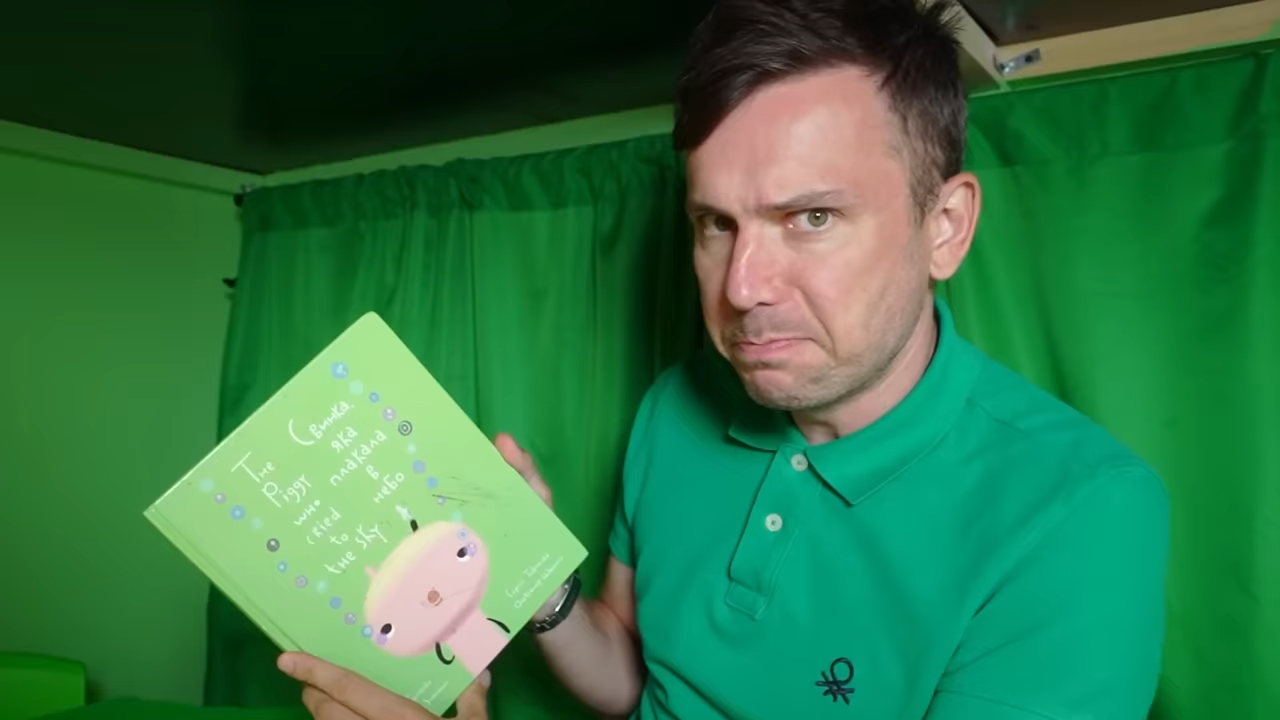 The
Piggy
who
cried
to
the sky
Свинка,
яка
плакала
в
небо